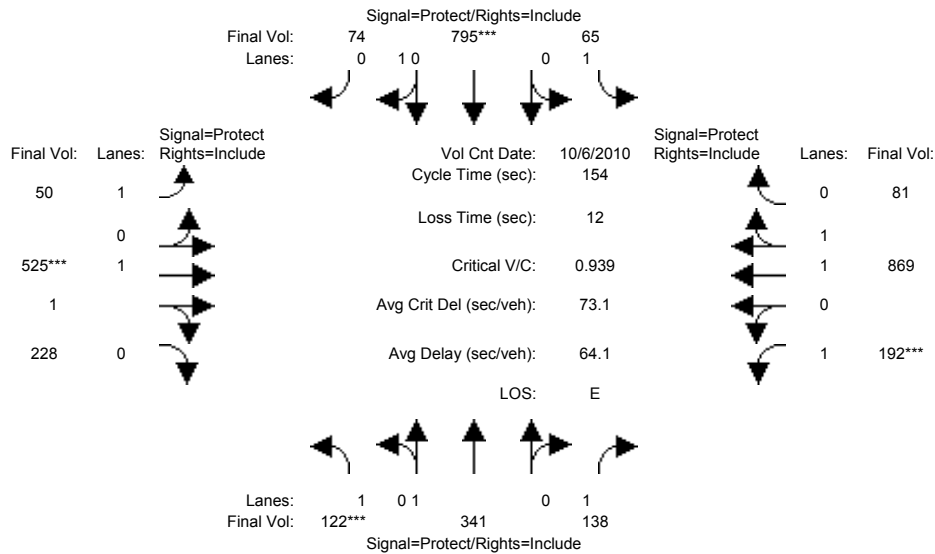 Signal=Protect/Rights=Include
Final Vol: 74 795*** 65
Lanes: 0 1 0 0 1
Signal=Protect Signal=Protect
Final Vol: Lanes: Rights=Include Vol Cnt Date: 10/6/2010 Rights=Include Lanes: Final Vol:
Cycle Time (sec): 154
50 1 0 81
Loss Time (sec): 12
0 1
525*** 1 Critical V/C: 0.939 1 869
1 Avg Crit Del (sec/veh): 73.1 0
228 0 Avg Delay (sec/veh): 64.1 1 192***
LOS: E
Lanes: 1 0 1 0 1
Final Vol: 122*** 341 138
Signal=Protect/Rights=Include